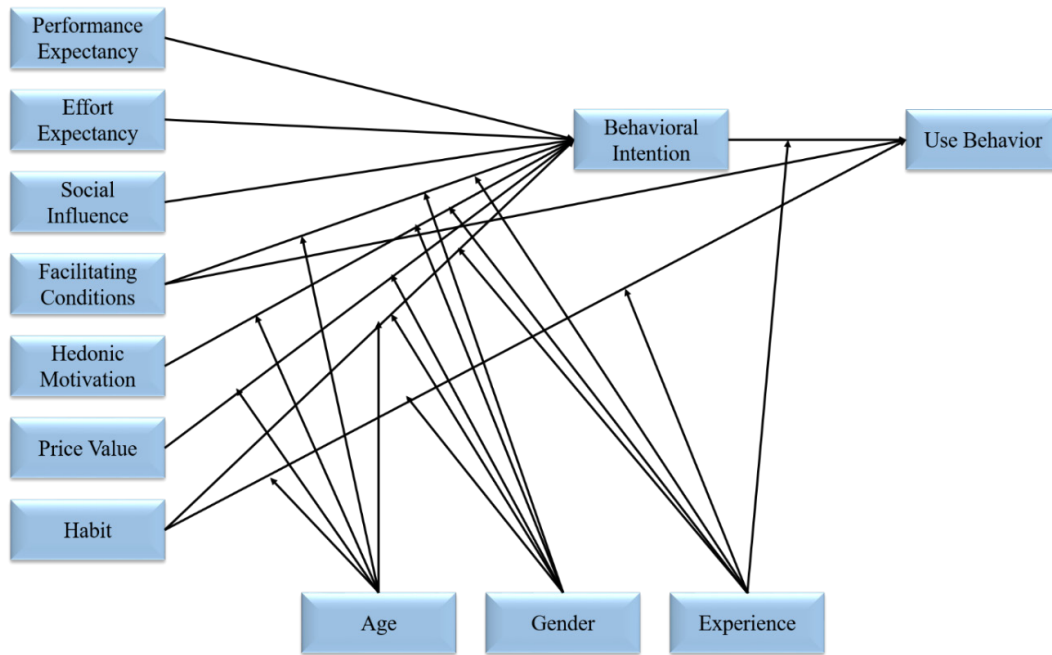 Performance
Expectancy
Effort
Expectancy
Social
Influence
Facilitating
Conditions
Hedonic
Motivation
Price Value
Habit
Behavioral
Intention
Use Behavior
Age
Gender
Experience